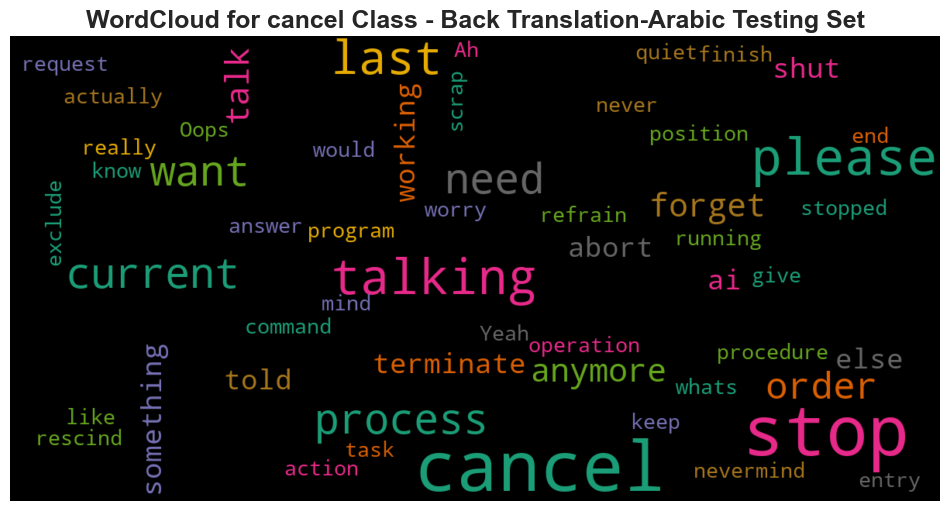 WordCloud for cancel Class - Back Translation-Arabic Testing Set
request
actually
talk
last
Ah
scrap
quiet
finish
shut
never
Oops
really
know
want
would
working
need
position
end
please
exclude
worry
answer
program
refrain
forget
stopped
abort
running
current
talking
ai
give
mind
command
Yeah
operation
procedure
else
something
told
terminate
anymore
whats
order
like
rescind
process
task
action
keep
stop
cancel
nevermind
entry